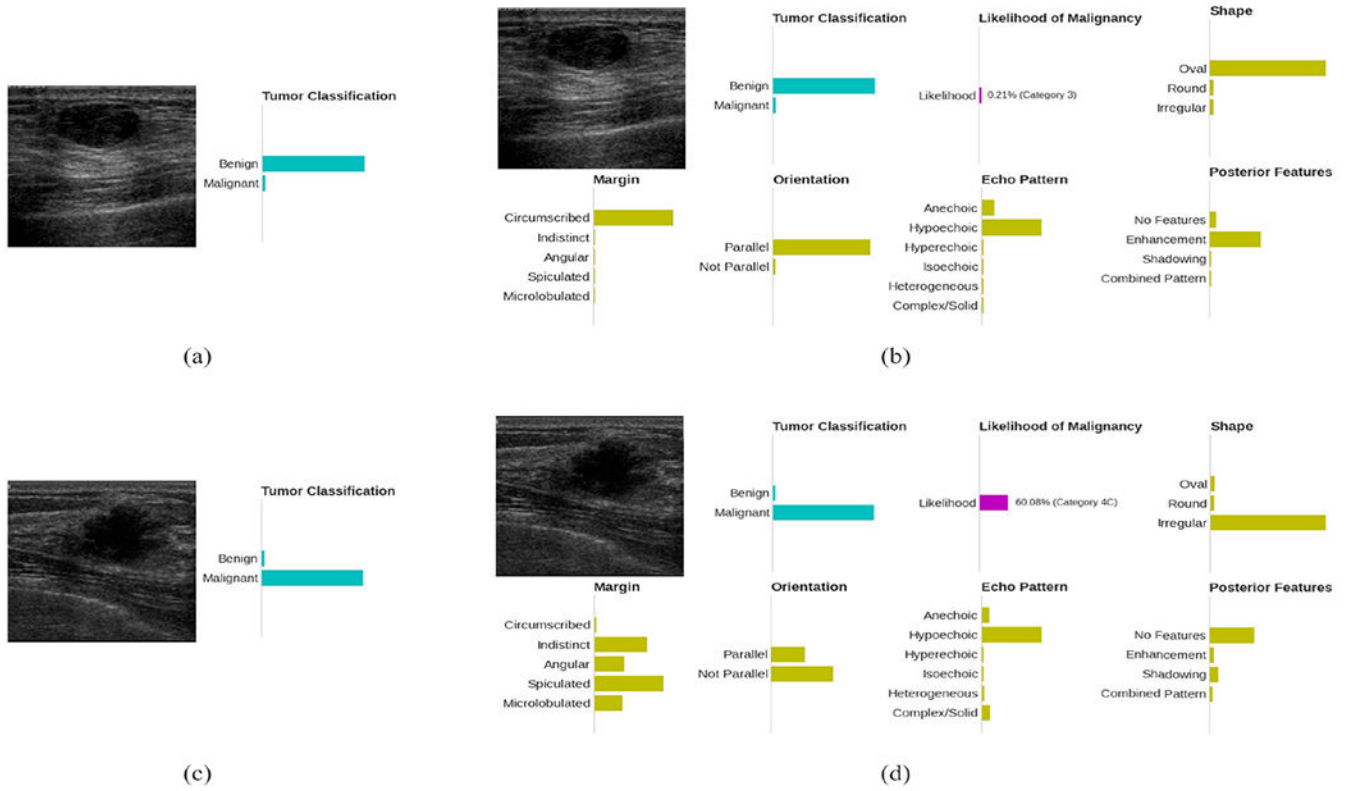 Tumor Classification
Benign
Malignant
(a)
Tumor Classification
Benign
Malignant
Likelihood of Malignancy
Likelihood 0.21% (Category 3)
Shape
Oval
Round
Irregular
Margin
Circumscribed
Indistinct
Angular
Spiculated
Microlobulated
Orientation
Parallel
Not Parallel
Echo Pattern
Anechoic
Hypoechoic
Hyperechoic
Isoechoic
Heterogeneous
Complex/Solid
Posterior Features
No Features
Enhancement
Shadowing
Combined Pattern
(b)
Tumor Classification
Benign
Malignant
(c)
Tumor Classification
Benign
Malignant
Likelihood of Malignancy
Likelihood 60.08% (Category 4C)
Shape
Oval
Round
Irregular
Margin
Circumscribed
Indistinct
Angular
Spiculated
Microlobulated
Orientation
Parallel
Not Parallel
Echo Pattern
Anechoic
Hypoechoic
Hyperechoic
Isoechoic
Heterogeneous
Complex/Solid
Posterior Features
No Features
Enhancement
Shadowing
Combined Pattern
(d)